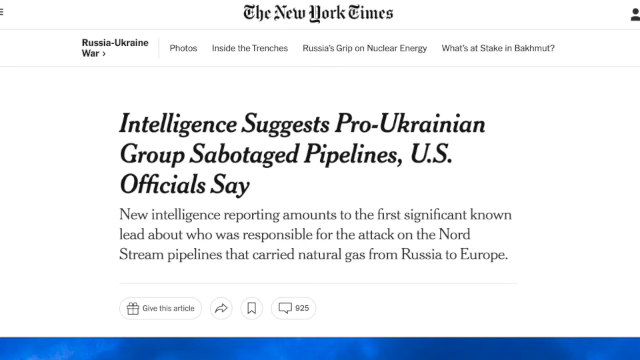 The New York Times
Russia-Ukraine
War ›
Photos
Inside the Trenches
Russia's Grip on Nuclear Energy
What's at Stake in Bakhmut?
Intelligence Suggests Pro-Ukrainian
Group Sabotaged Pipelines, U.S.
Officials Say
New intelligence reporting amounts to the first significant known
lead about who was responsible for the attack on the Nord
Stream pipelines that carried natural gas from Russia to Europe.
Give this article
925